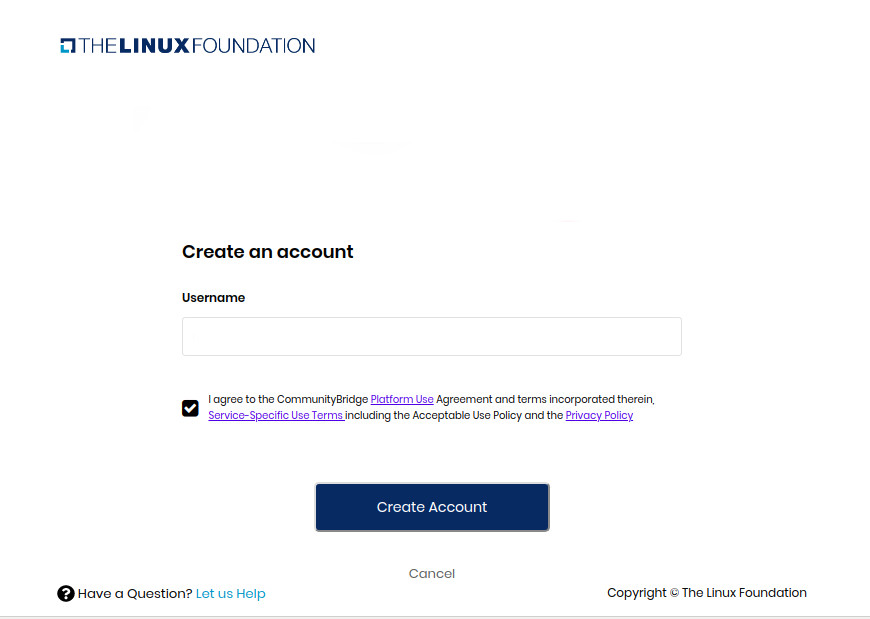 THE LINUX FOUNDATION
Create an account
Username
I agree to the CommunityBridge Platform Use Agreement and terms incorporated therein,
Service-Specific Use Terms including the Acceptable Use Policy and the Privacy Policy
Create Account
Cancel
? Have a Question? Let us Help
Copyright © The Linux Foundation